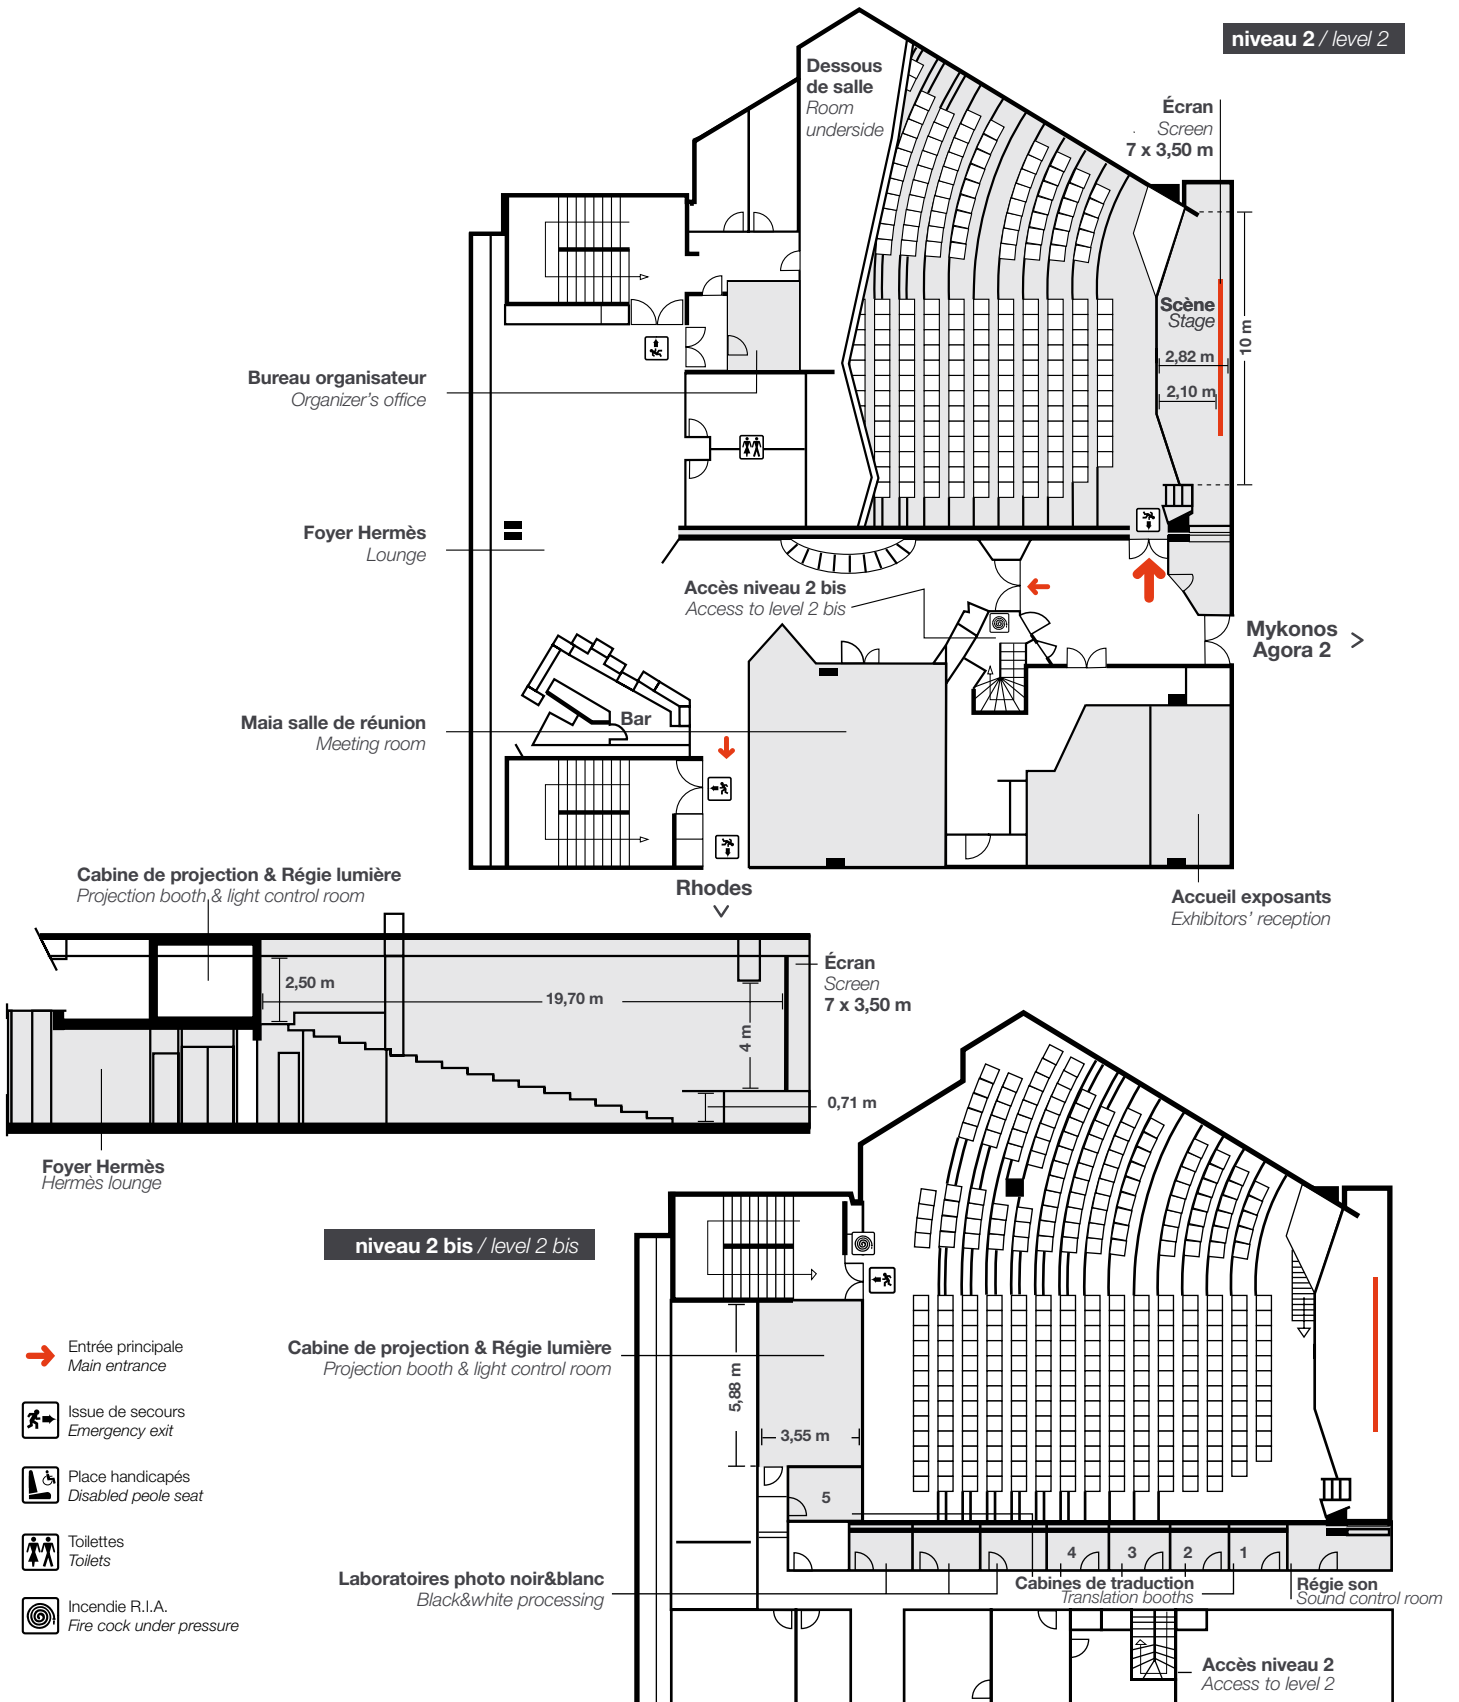 niveau 2 / level 2
Dessous
de salle
Room
underside
Écran
Screen
7 x 3,50 m
Scène
Stage
10 m
2,82 m
2,10 m
Bureau organisateur
Organizer's office
Foyer Hermès
Lounge
Accès niveau 2 bis
Access to level 2 bis
Mykonos
Agora 2
Maia salle de réunion
Meeting room
Bar
Rhodes
Accueil exposants
Exhibitors' reception
Cabine de projection & Régie lumière
Projection booth & light control room
2,50 m
19,70 m
4 m
Écran
Screen
7 x 3,50 m
0,71 m
Foyer Hermès
Hermès lounge
niveau 2 bis / level 2 bis
Cabine de projection & Régie lumière
Projection booth & light control room
5,88 m
3,55 m
5
4
3
2
1
Laboratoires photo noir&blanc
Black&white processing
Cabines de traduction
Translation booths
Régie son
Sound control room
Accès niveau 2
Access to level 2
Entrée principale
Main entrance
Issue de secours
Emergency exit
Place handicapés
Disabled peole seat
Toilettes
Toilets
Incendie R.I.A.
Fire cock under pressure